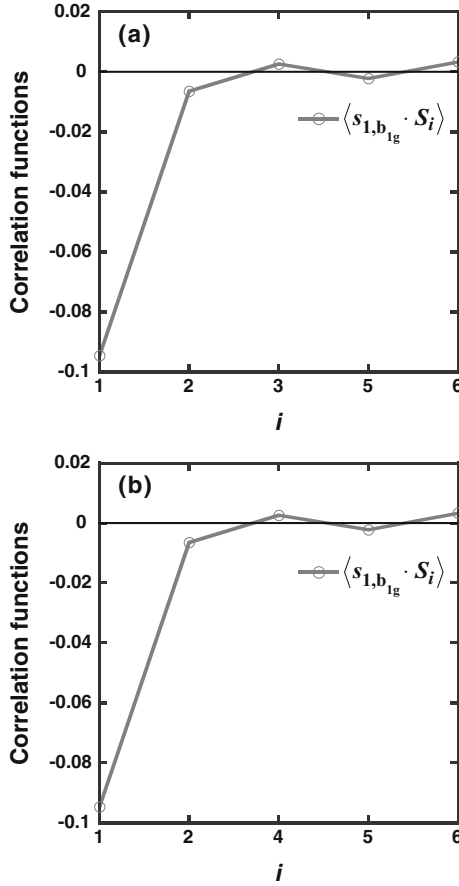 (a)
0.02
0
-0.02
-0.04
-0.06
-0.08
-0.1
Correlation functions
⟨s1,b1g · Si⟩
1 2 3 5 6
i
(b)
0.02
0
-0.02
-0.04
-0.06
-0.08
-0.1
Correlation functions
⟨s1,b1g · Si⟩
1 2 4 5 6
i